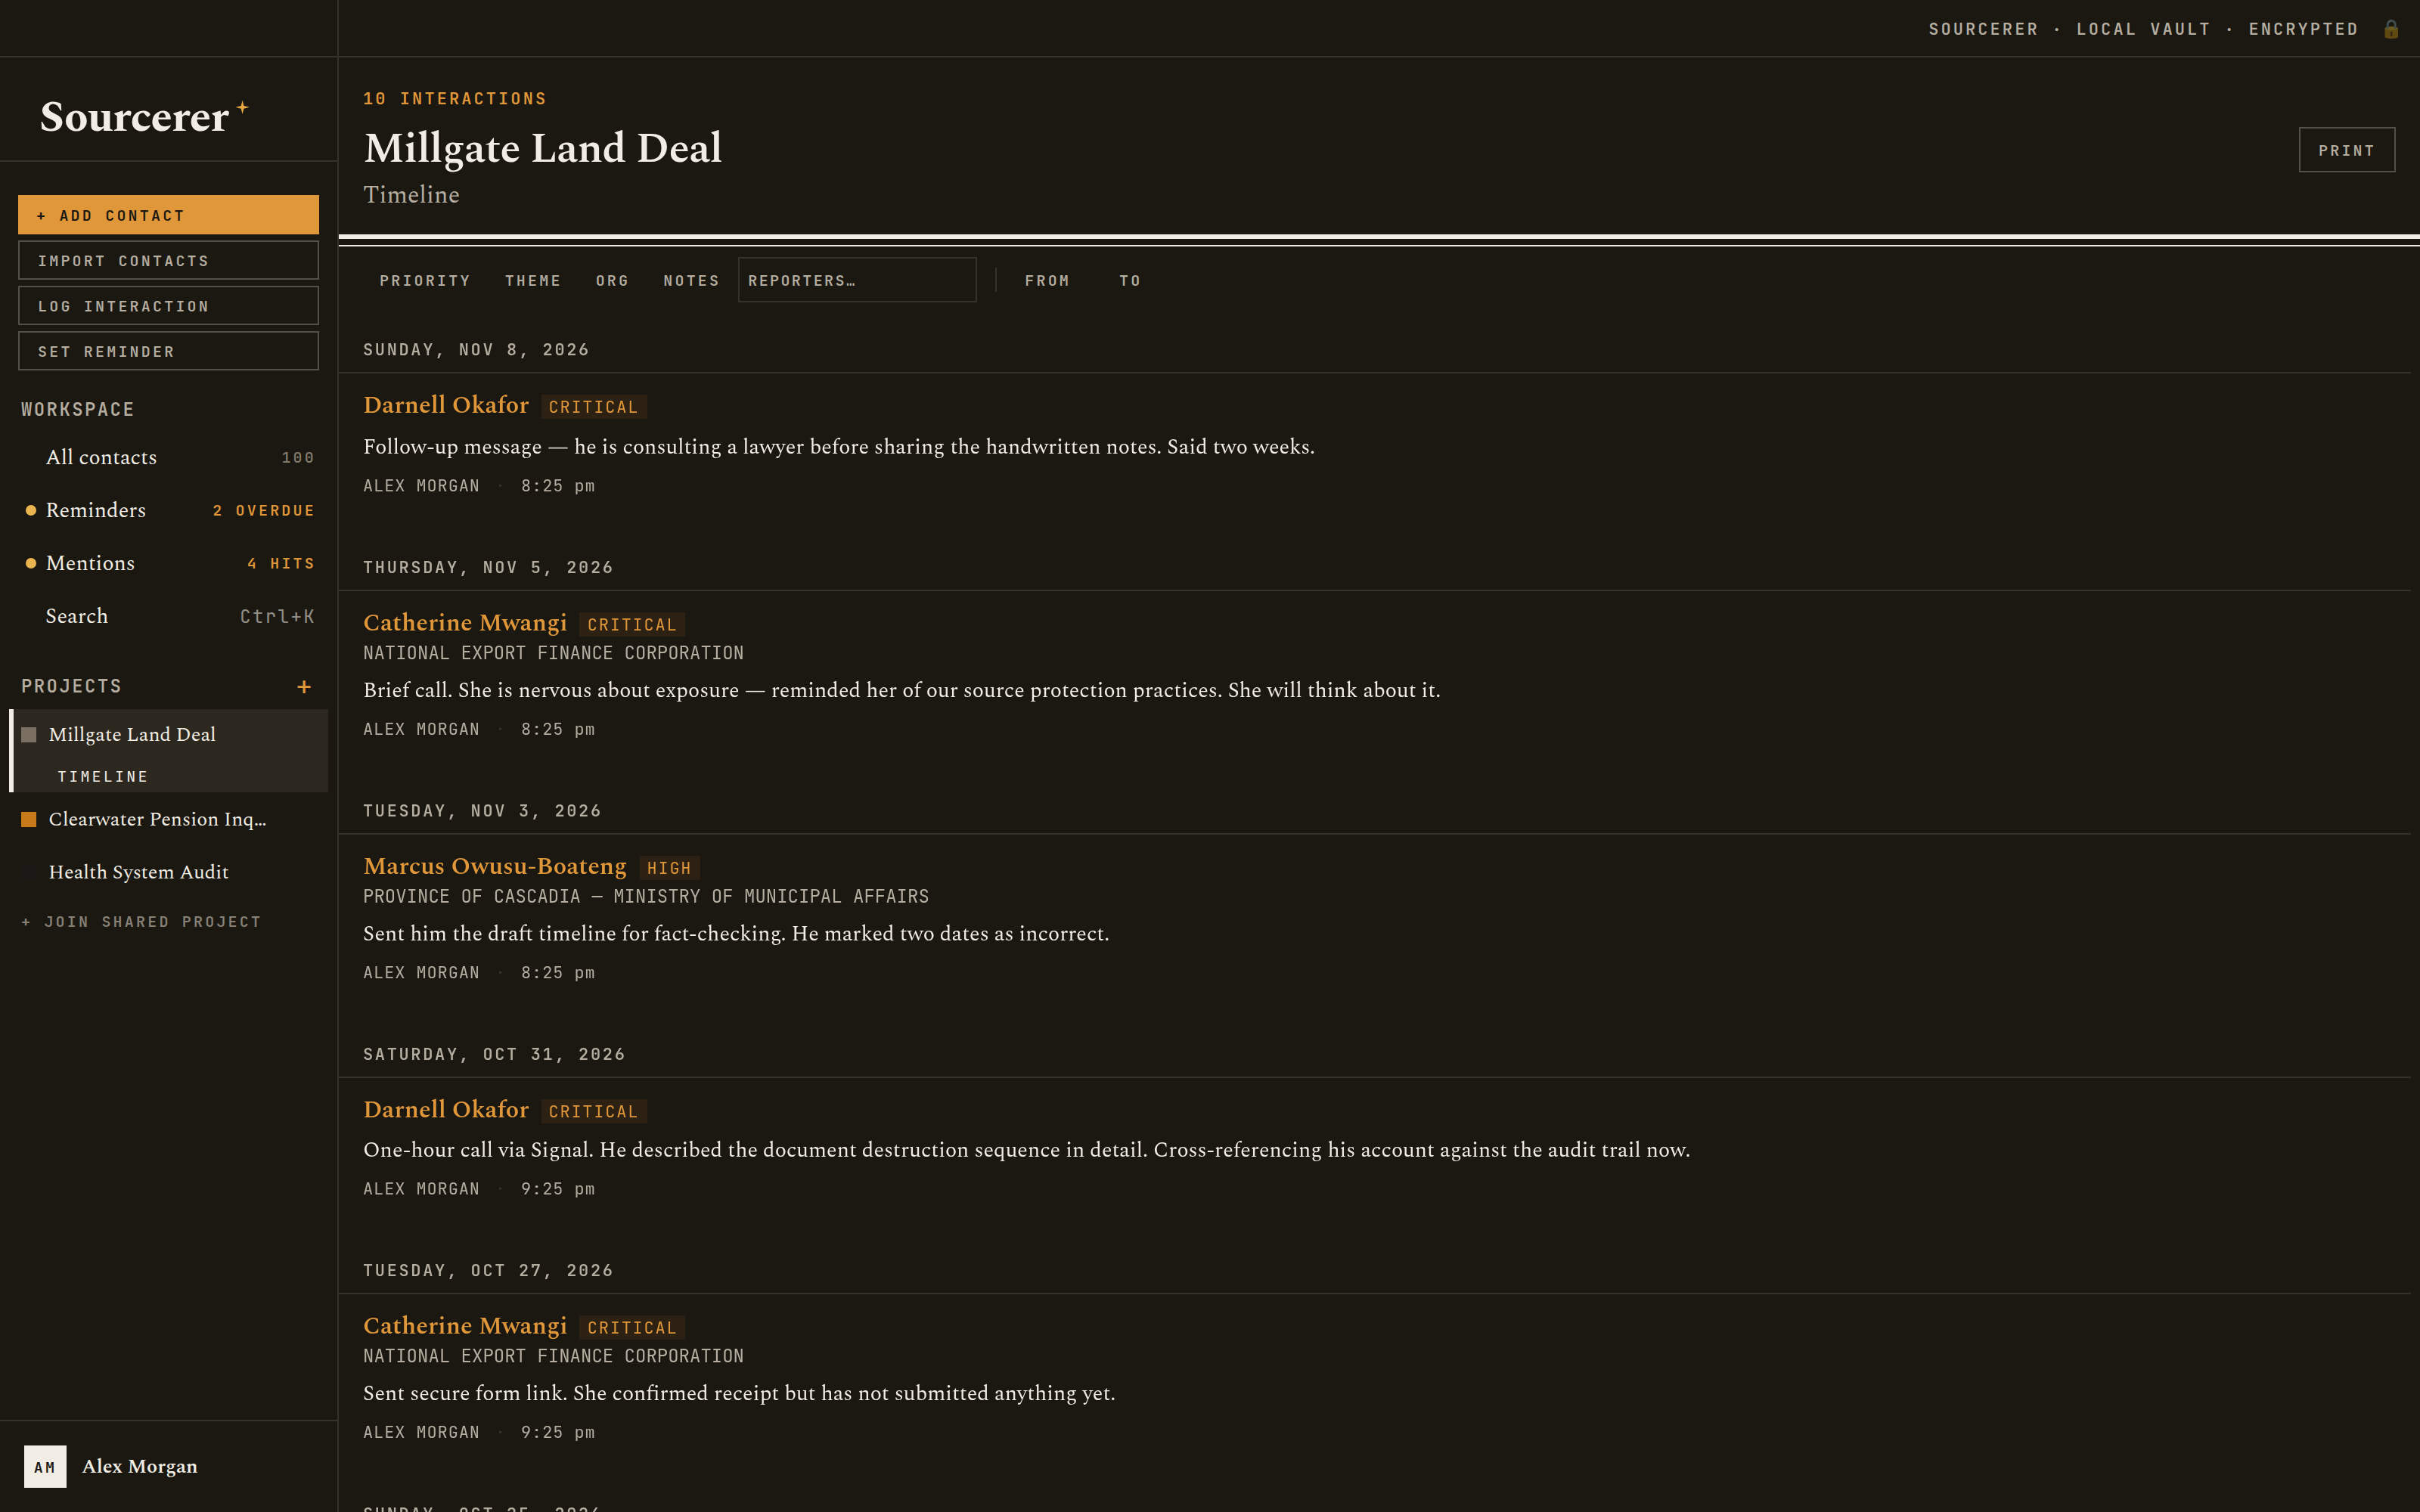 SOURCERER · LOCAL VAULT · ENCRYPTED
Sourcerer
+ ADD CONTACT
IMPORT CONTACTS
LOG INTERACTION
SET REMINDER
WORKSPACE
All contacts 100
Reminders 2 OVERDUE
Mentions 4 HITS
Search Ctrl+K
PROJECTS +
Millgate Land Deal
TIMELINE
Clearwater Pension Inq…
Health System Audit
+ JOIN SHARED PROJECT
AM Alex Morgan
10 INTERACTIONS
Millgate Land Deal
Timeline
PRINT
PRIORITY THEME ORG NOTES REPORTERS… FROM TO
SUNDAY, NOV 8, 2026
Darnell Okafor CRITICAL
Follow-up message — he is consulting a lawyer before sharing the handwritten notes. Said two weeks.
ALEX MORGAN · 8:25 pm
THURSDAY, NOV 5, 2026
Catherine Mwangi CRITICAL
NATIONAL EXPORT FINANCE CORPORATION
Brief call. She is nervous about exposure — reminded her of our source protection practices. She will think about it.
ALEX MORGAN · 8:25 pm
TUESDAY, NOV 3, 2026
Marcus Owusu-Boateng HIGH
PROVINCE OF CASCADIA — MINISTRY OF MUNICIPAL AFFAIRS
Sent him the draft timeline for fact-checking. He marked two dates as incorrect.
ALEX MORGAN · 8:25 pm
SATURDAY, OCT 31, 2026
Darnell Okafor CRITICAL
One-hour call via Signal. He described the document destruction sequence in detail. Cross-referencing his account against the audit trail now.
ALEX MORGAN · 9:25 pm
TUESDAY, OCT 27, 2026
Catherine Mwangi CRITICAL
NATIONAL EXPORT FINANCE CORPORATION
Sent secure form link. She confirmed receipt but has not submitted anything yet.
ALEX MORGAN · 9:25 pm
SUNDAY, OCT 25, 2026